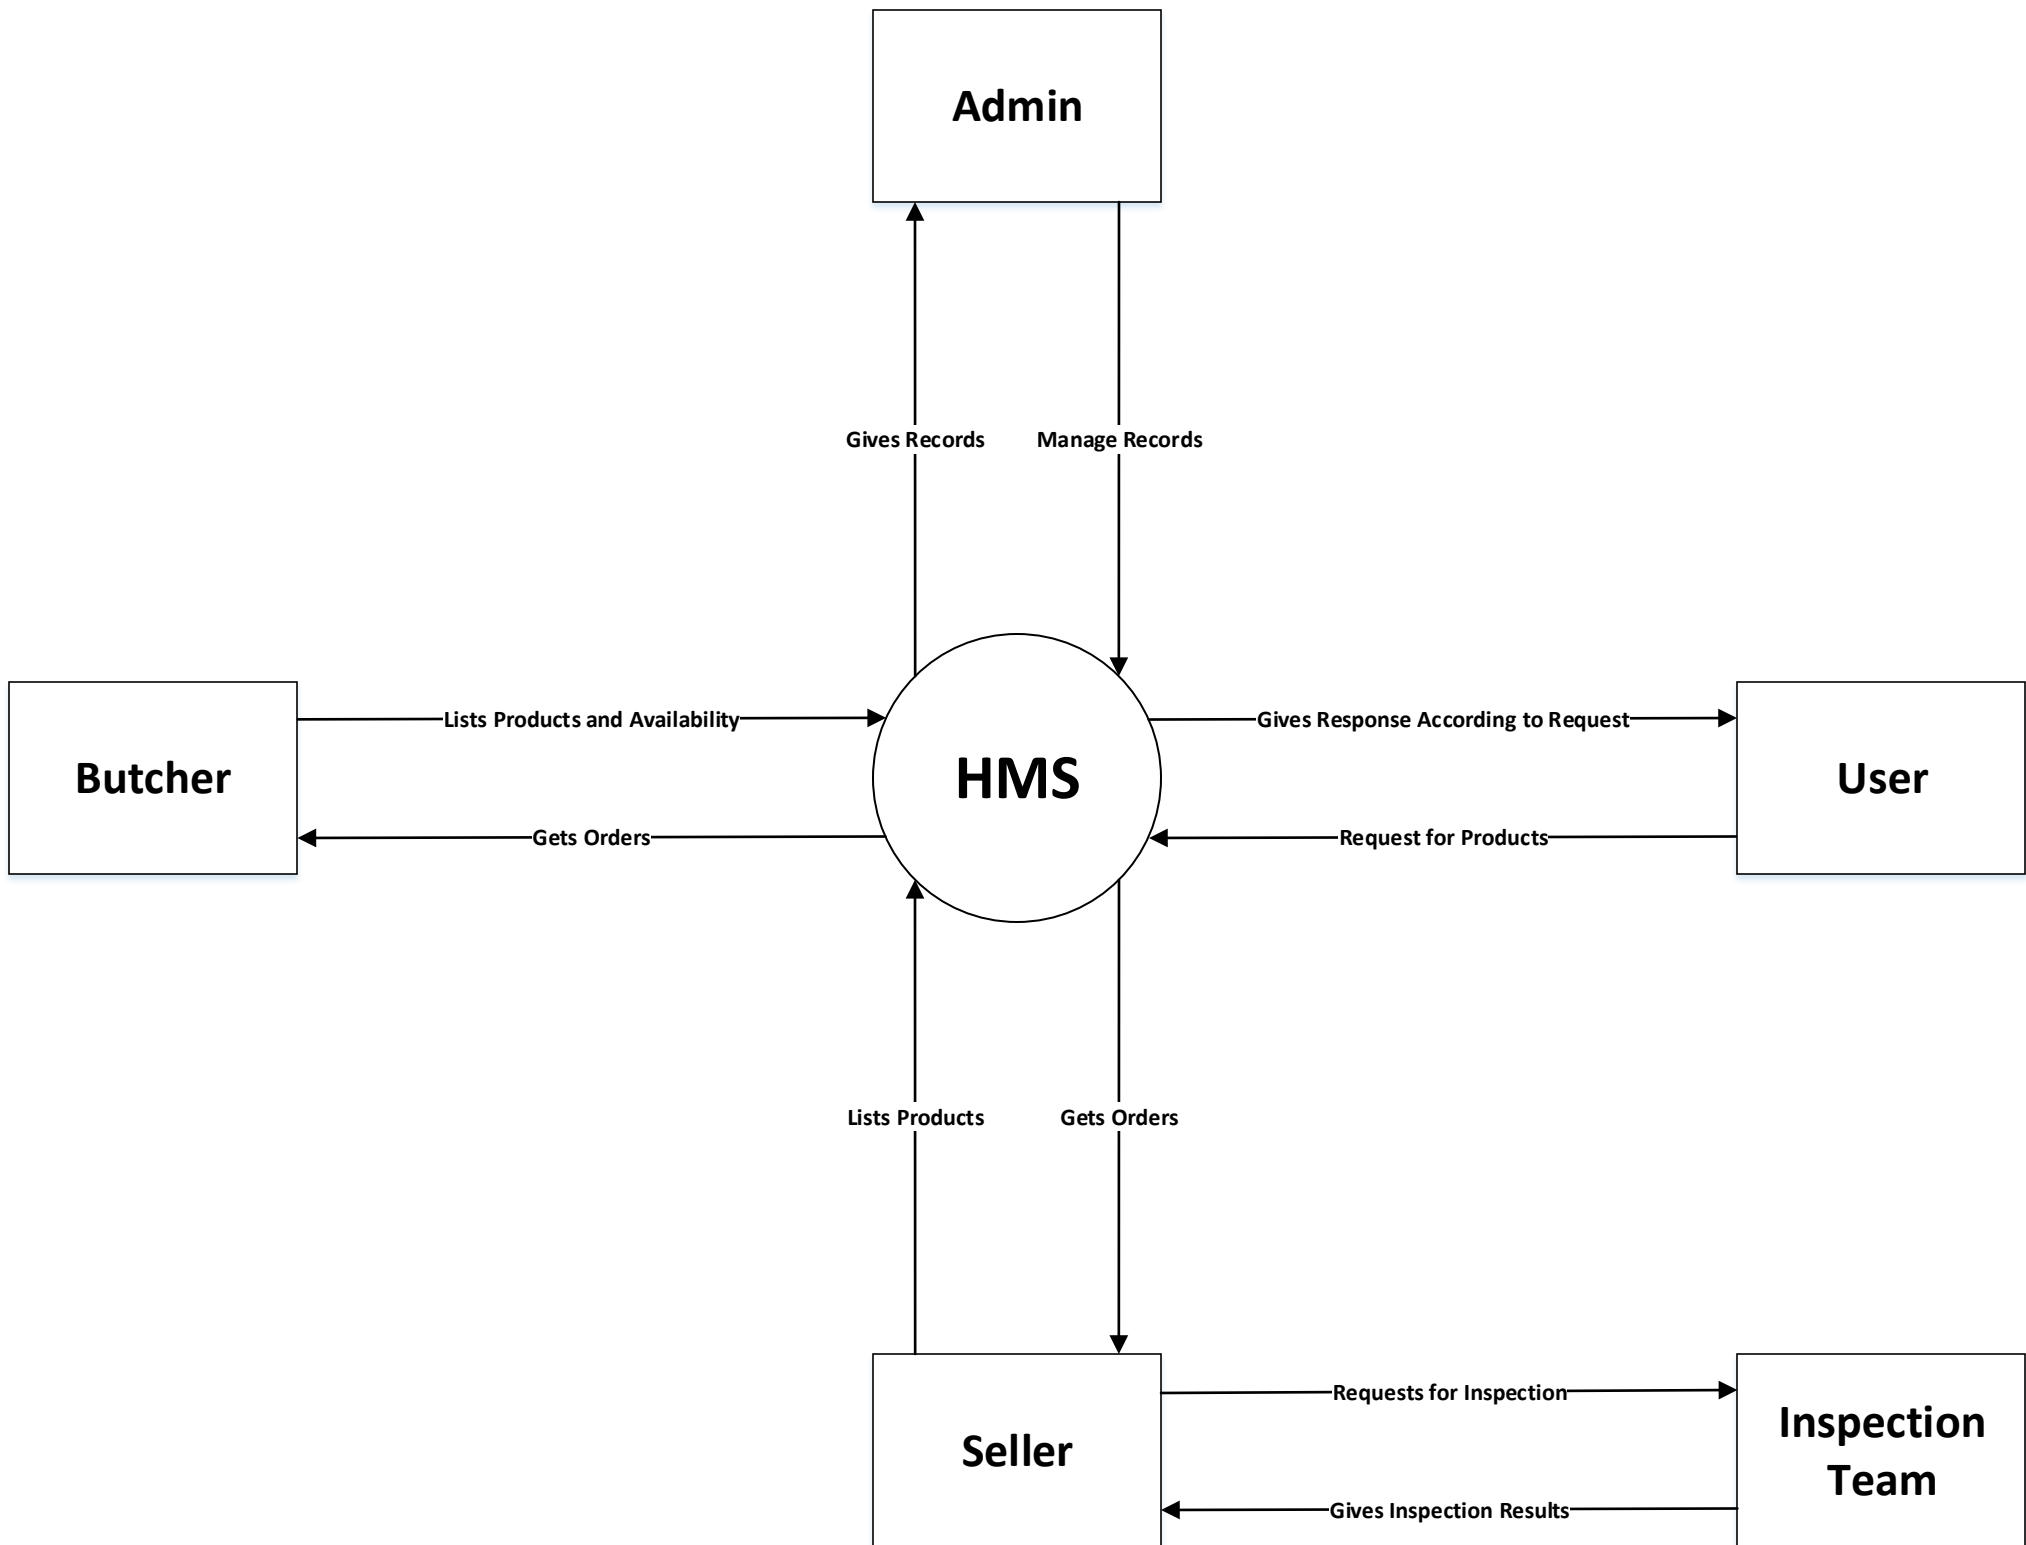 Admin
Gives Records
Manage Records
Lists Products and Availability
Gives Response According to Request
Butcher
HMS
User
Gets Orders
Request for Products
Lists Products
Gets Orders
Requests for Inspection
Seller
Inspection
Team
Gives Inspection Results